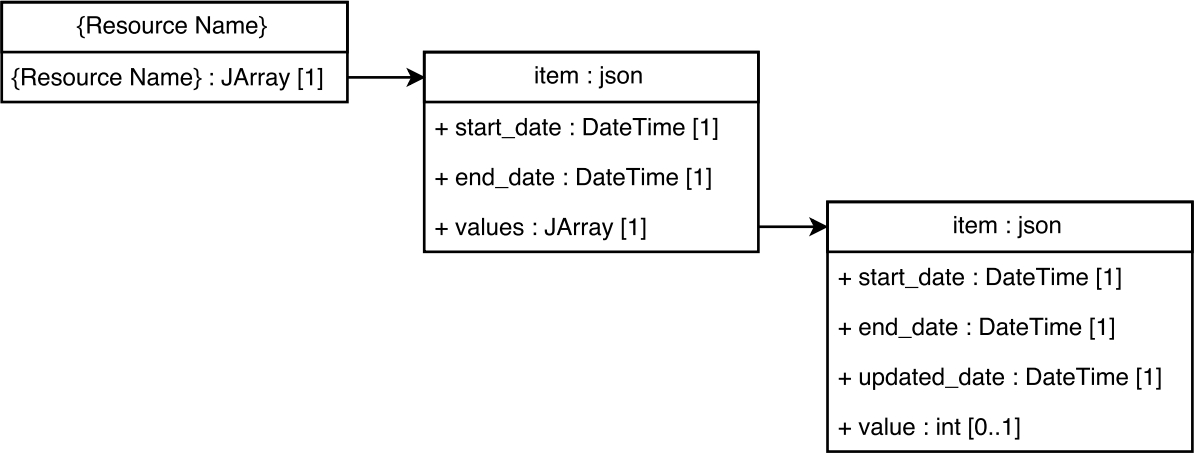 {Resource Name}
{Resource Name} : JArray [1]
item : json
+ start_date : DateTime [1]
+ end_date : DateTime [1]
+ values : JArray [1]
item : json
+ start_date : DateTime [1]
+ end_date : DateTime [1]
+ updated_date : DateTime [1]
+ value : int [0..1]